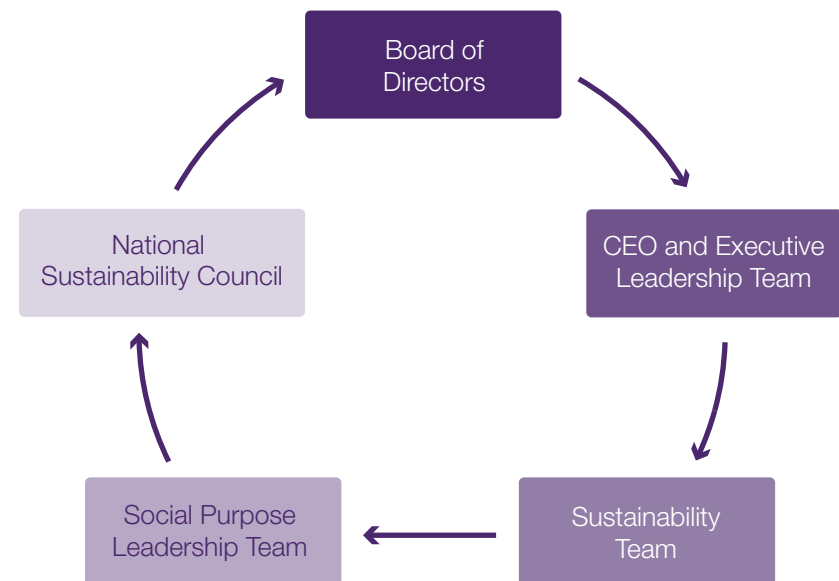 Board of
Directors
CEO and Executive
Leadership Team
Sustainability
Team
Social Purpose
Leadership Team
National
Sustainability Council